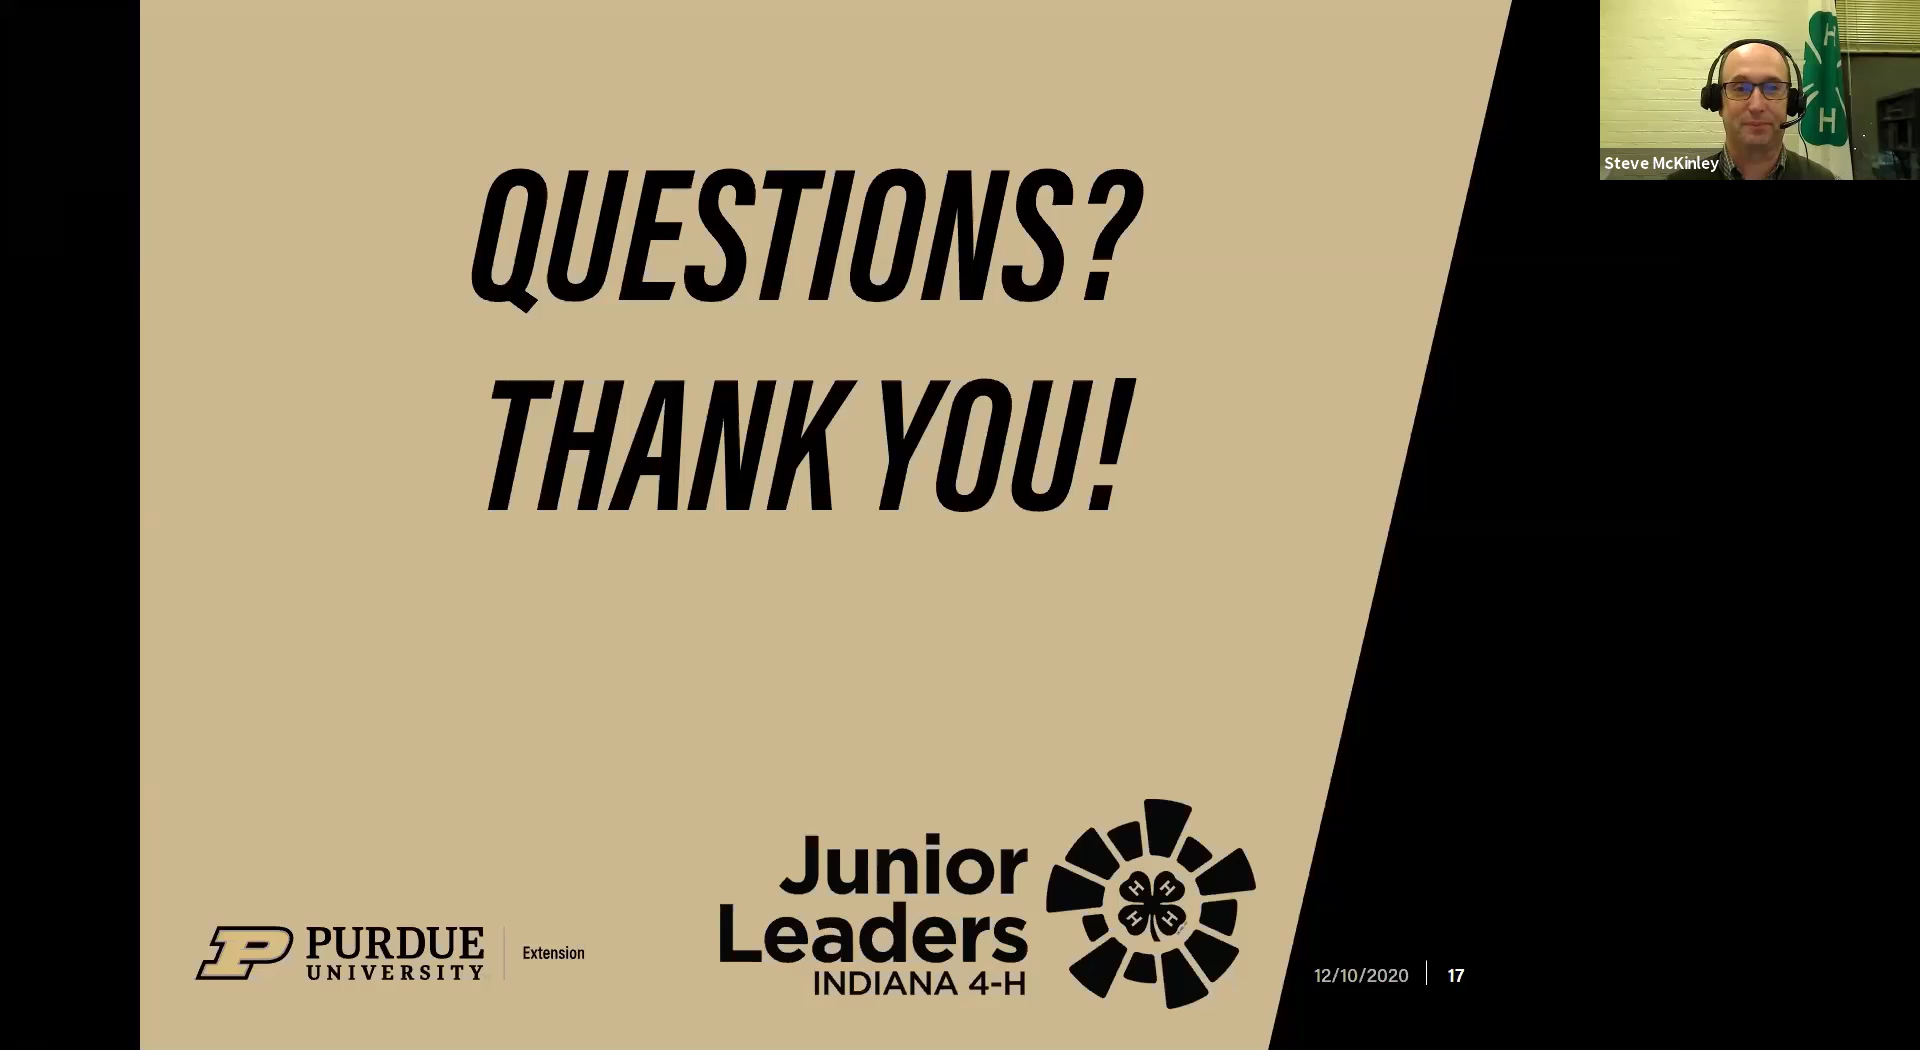 QUESTIONS?
THANK YOU!
Steve McKinley
H
H
Junior
Leaders
INDIANA 4-H
H H
H H
P PURDUE
UNIVERSITY
Extension
12/10/2020 17